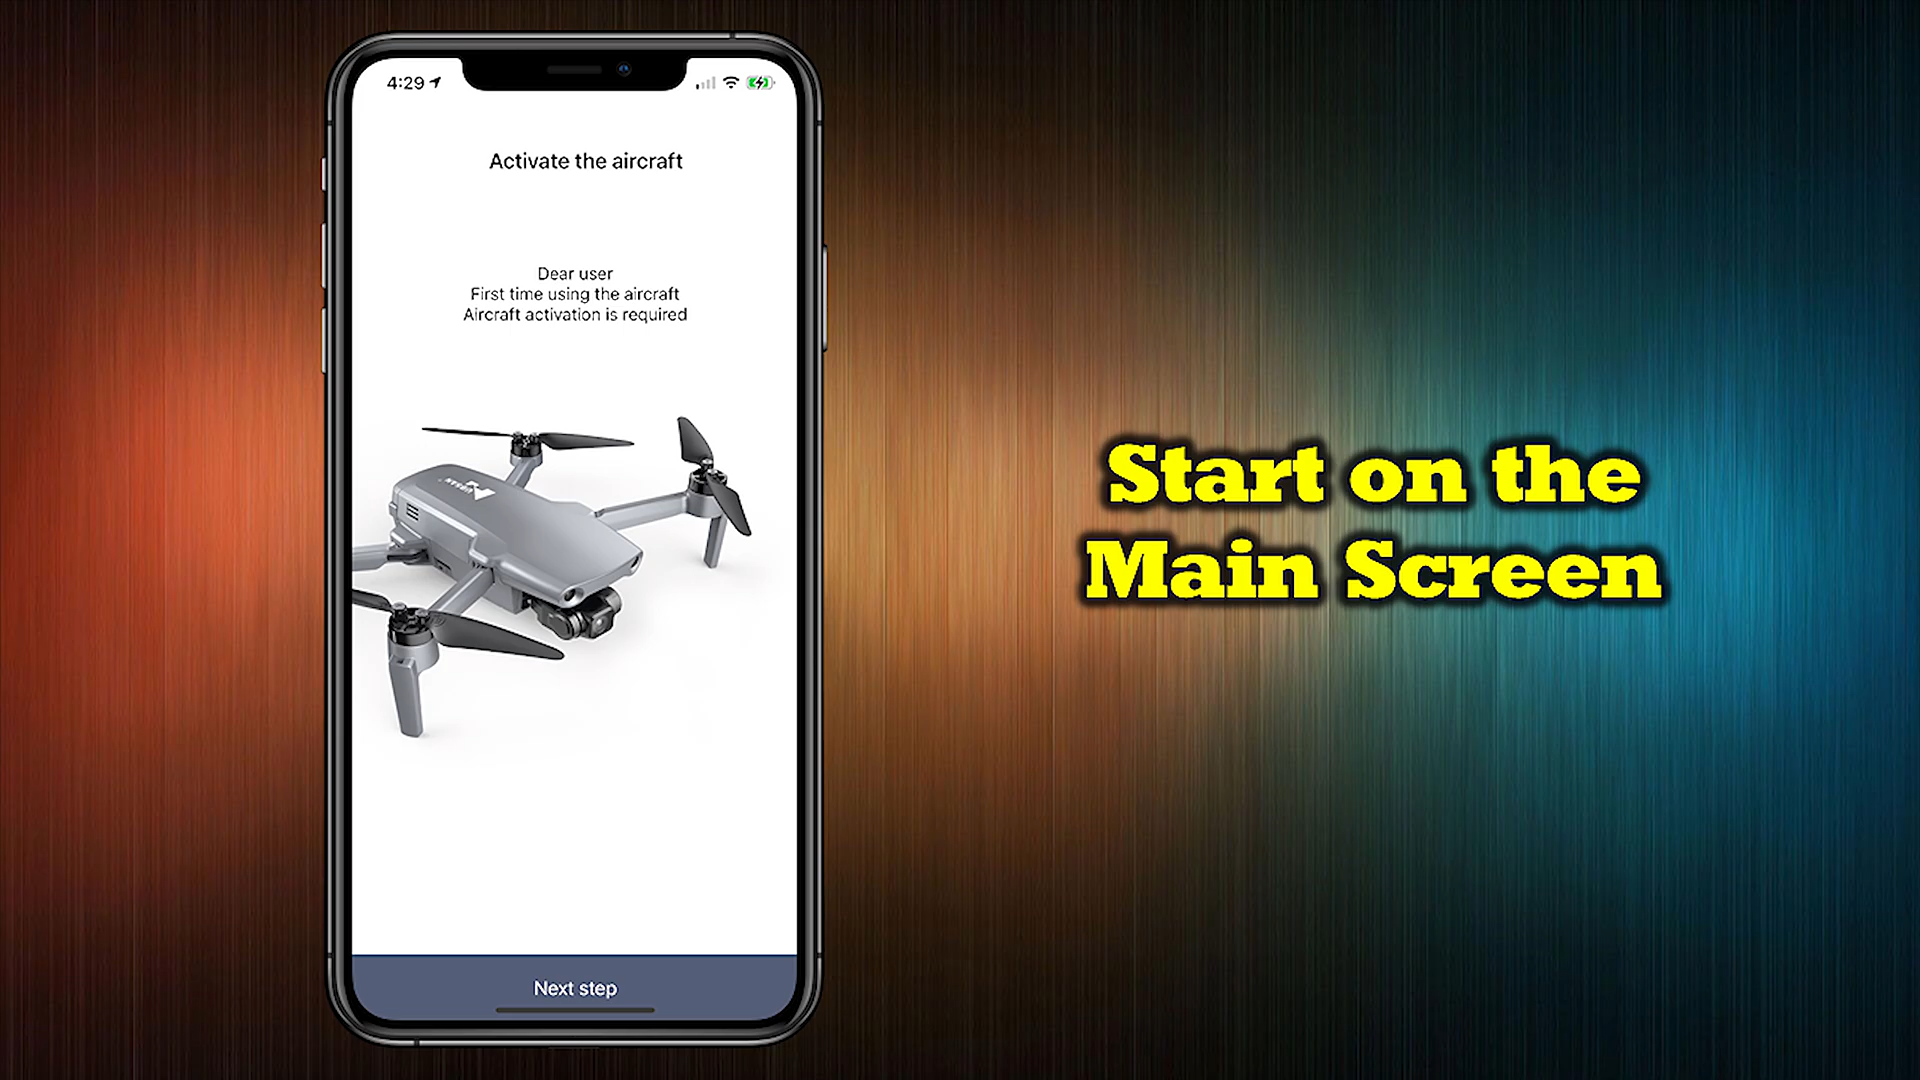 4:29
Activate the aircraft
Dear user
First time using the aircraft
Aircraft activation is required
HUBSAN
Next step
Start on the
Main Screen